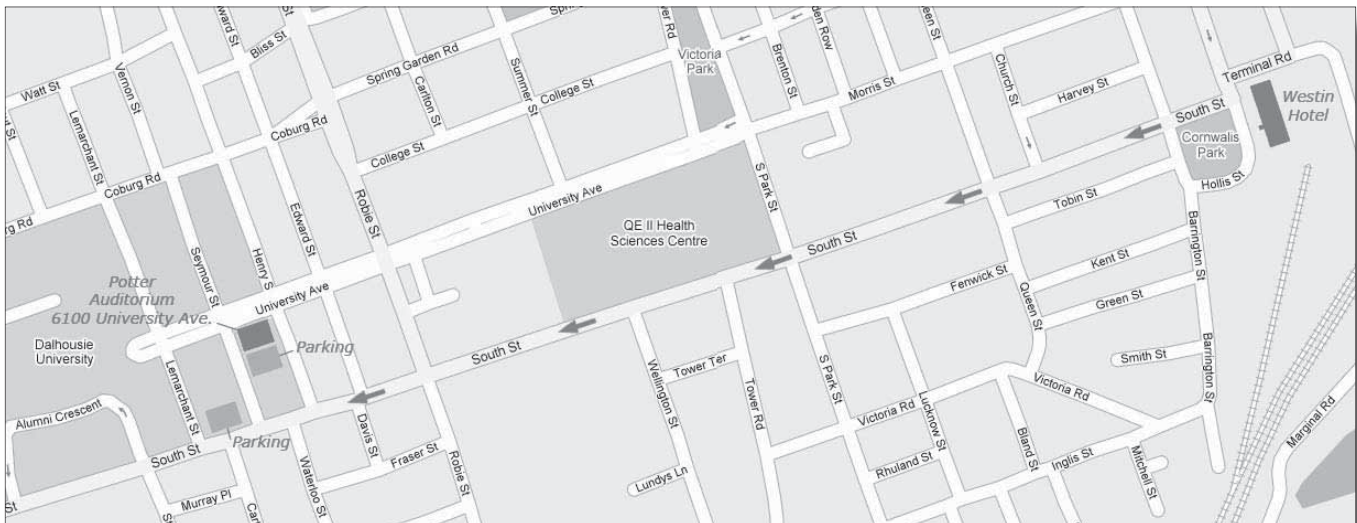 Watt St
Vernon St
Edward St
Bliss St
Spring Garden Rd
Carlton St
Summer St
College St
Victoria
Park
Brenton St
Morris St
Church St
Harvey St
Terminal Rd
Westin
Hotel
South St
Cornwalis
Park
Hollis St
Lemarchant St
Coburg Rd
Coburg Rd
College St
Robie St
University Ave
S Park St
QE II Health
Sciences Centre
South St
Tobin St
Barrington St
Kent St
Fenwick St
Queen St
Green St
Smith St
Barrington St
Seymour St
Henry S
Edward St
University Ave
Potter
Auditorium
6100 University Ave.
Parking
Dalhousie
University
Lemarchant St
South St
Wellington St
Tower Ter
Tower Rd
S Park St
Victoria Rd
Victoria Rd
Lucknow St
Bland St
Inglis St
Mitchell St
Marginal Rd
Rhuland St
Alumni Crescent
Parking
South St
Davis St
Fraser St
Robie St
Waterloo St
Lundys Ln
Murray Pl
St
St